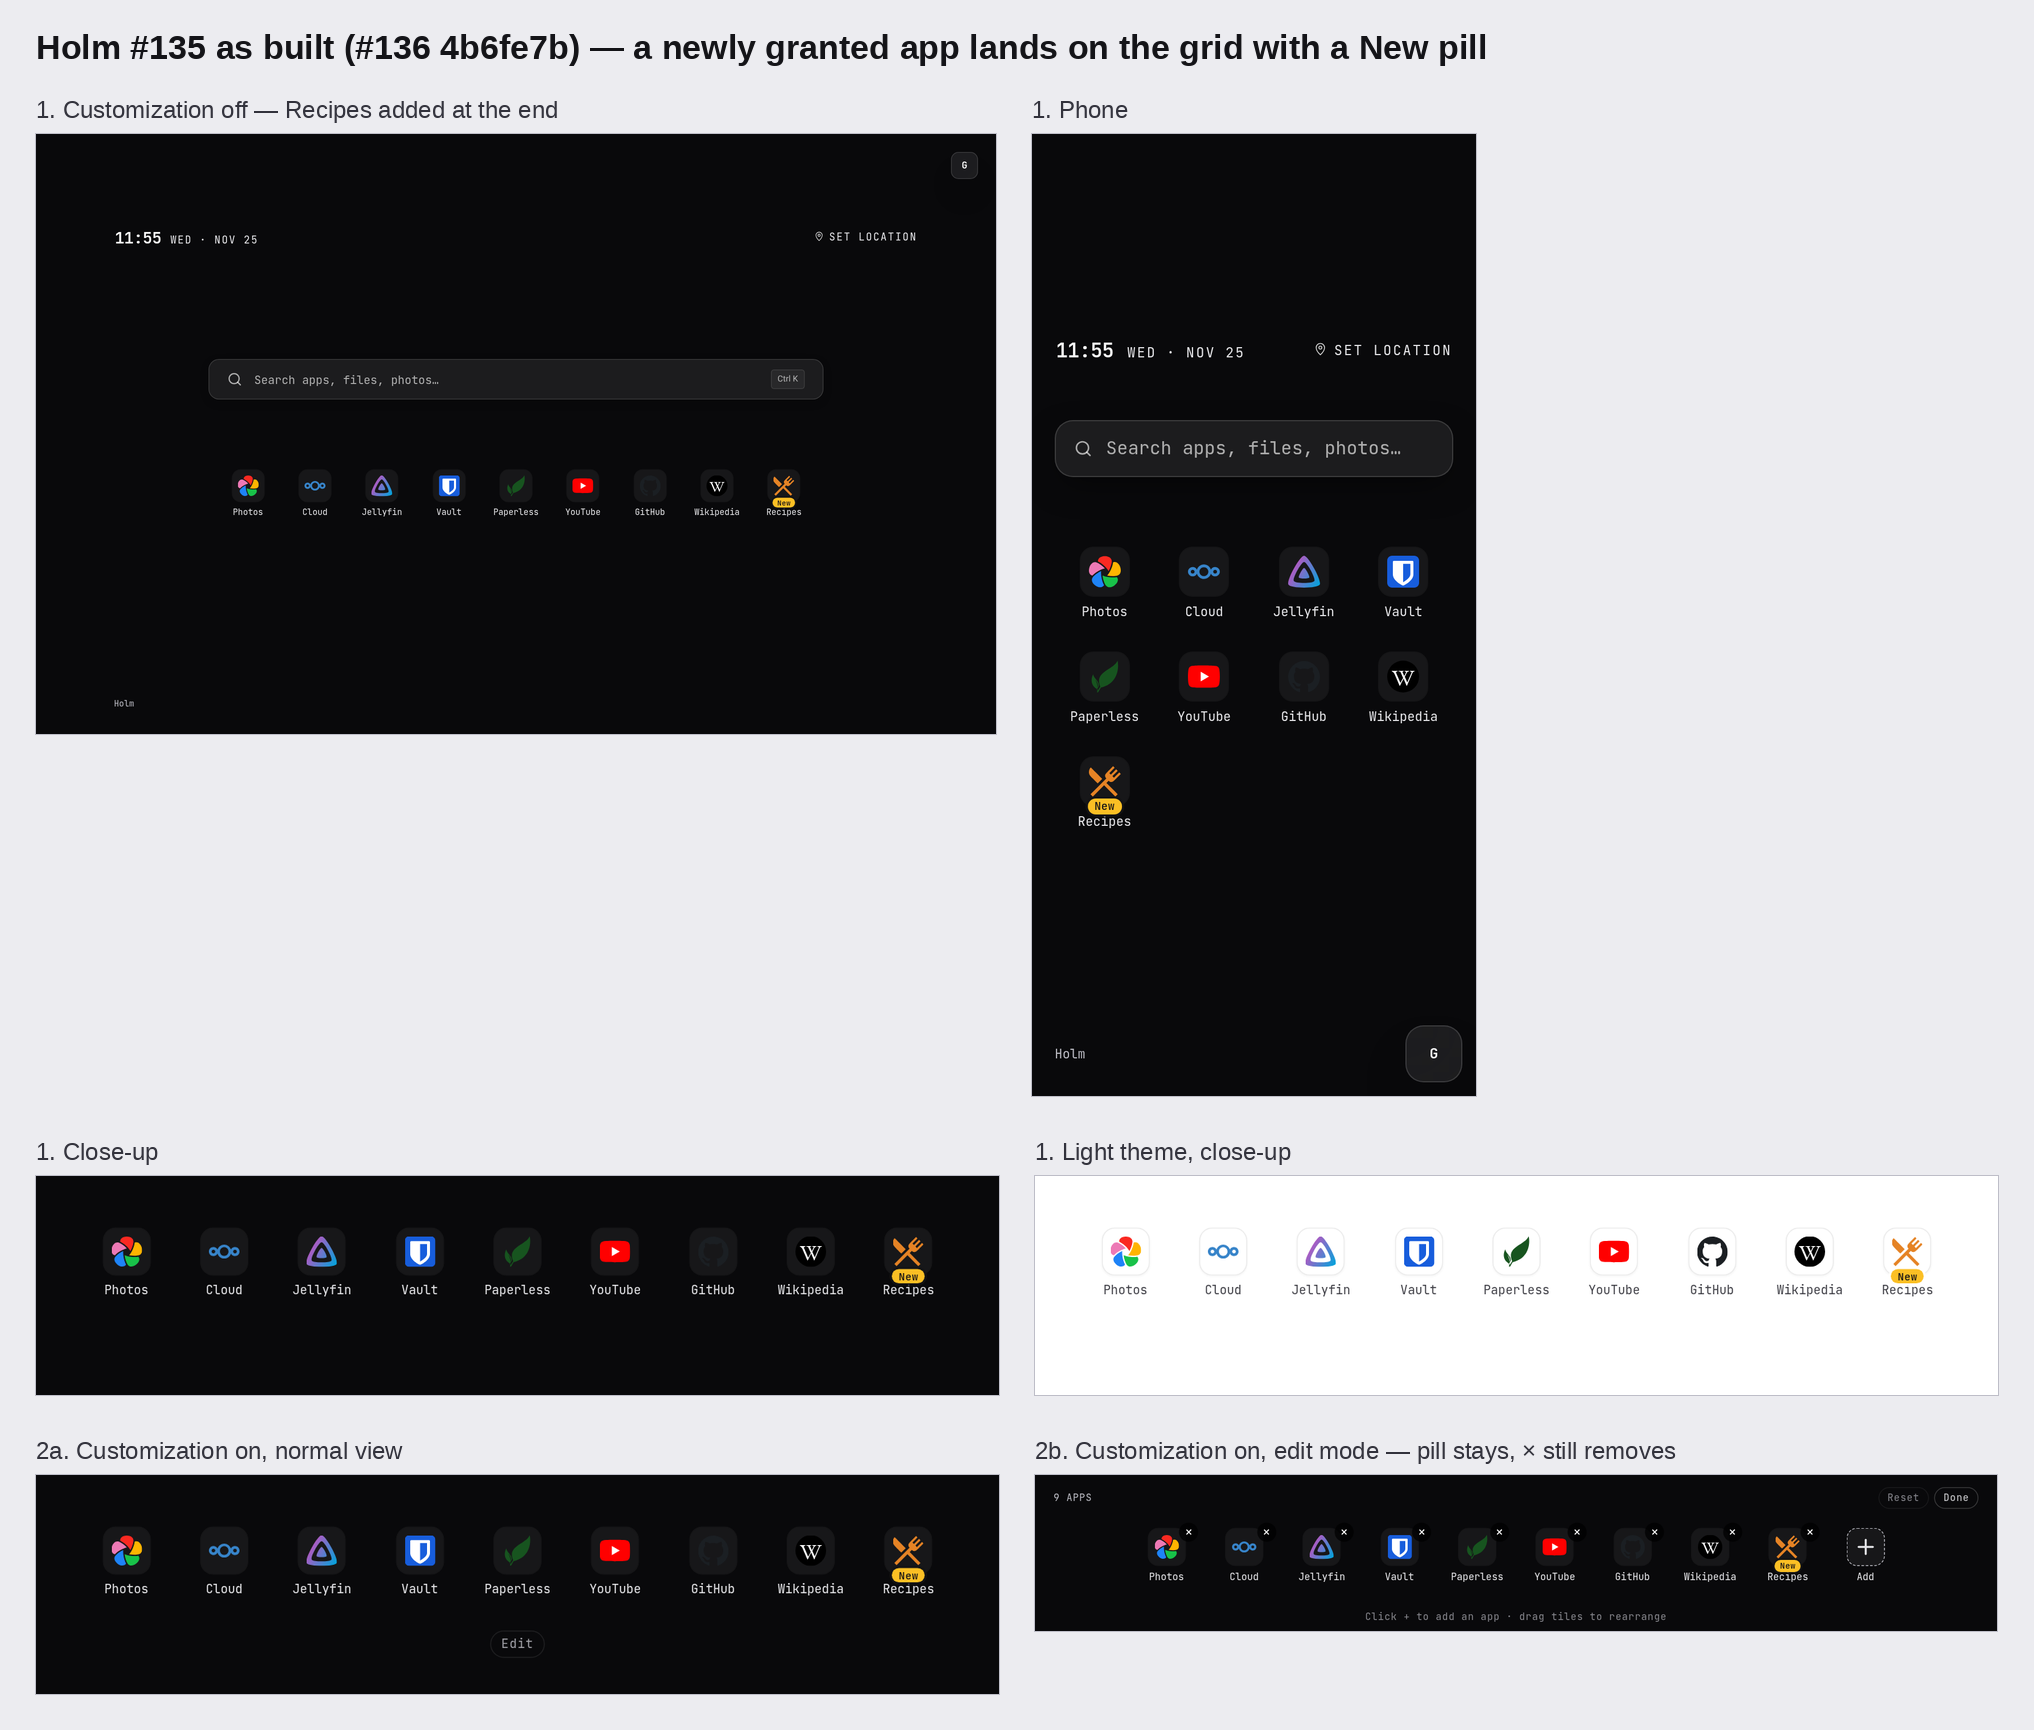 Holm #135 as built (#136 4b6fe7b) — a newly granted app lands on the grid with a New pill
1. Customization off — Recipes added at the end
G
11:55 WED · NOV 25
SET LOCATION
Search apps, files, photos…
Ctrl K
W
New
Photos Cloud Jellyfin Vault Paperless YouTube GitHub Wikipedia Recipes
Holm
1. Phone
11:55 WED · NOV 25
SET LOCATION
Search apps, files, photos…
Photos Cloud Jellyfin Vault
W
Paperless YouTube GitHub Wikipedia
New
Recipes
Holm
G
1. Close-up
W
New
Photos Cloud Jellyfin Vault Paperless YouTube GitHub Wikipedia Recipes
1. Light theme, close-up
W
New
Photos Cloud Jellyfin Vault Paperless YouTube GitHub Wikipedia Recipes
2a. Customization on, normal view
W
New
Photos Cloud Jellyfin Vault Paperless YouTube GitHub Wikipedia Recipes
Edit
2b. Customization on, edit mode — pill stays, × still removes
9 APPS
Reset Done
× × × × × × × × ×
W
New
Photos Cloud Jellyfin Vault Paperless YouTube GitHub Wikipedia Recipes Add
Click + to add an app · drag tiles to rearrange